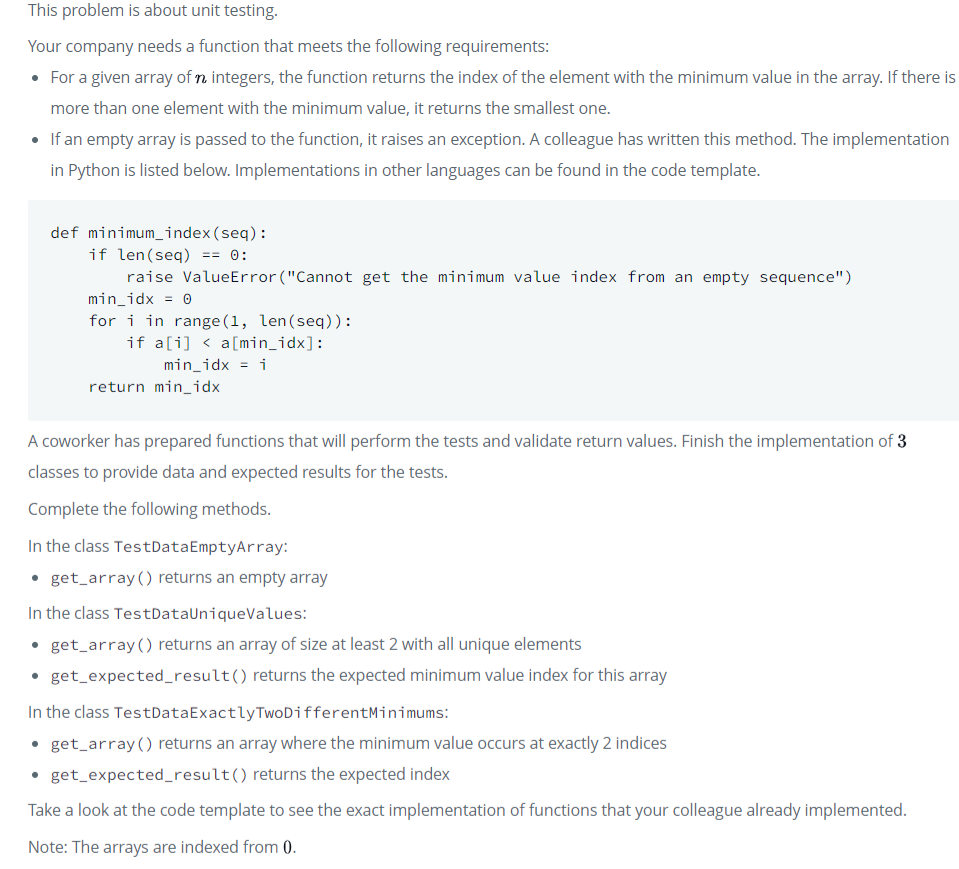 This problem is about unit testing.
Your company needs a function that meets the following requirements:
• For a given array of n integers, the function returns the index of the element with the minimum value in the array. If there is
more than one element with the minimum value, it returns the smallest one.
• If an empty array is passed to the function, it raises an exception. A colleague has written this method. The implementation
in Python is listed below. Implementations in other languages can be found in the code template.
def minimum_index(seq):
    if len(seq) == 0:
        raise ValueError("Cannot get the minimum value index from an empty sequence")
    min_idx = 0
    for i in range(1, len(seq)):
        if a[i] < a[min_idx]:
            min_idx = i
    return min_idx
A coworker has prepared functions that will perform the tests and validate return values. Finish the implementation of 3
classes to provide data and expected results for the tests.
Complete the following methods.
In the class TestDataEmptyArray:
• get_array() returns an empty array
In the class TestDataUniqueValues:
• get_array() returns an array of size at least 2 with all unique elements
• get_expected_result() returns the expected minimum value index for this array
In the class TestDataExactlyTwoDifferentMinimums:
• get_array() returns an array where the minimum value occurs at exactly 2 indices
• get_expected_result() returns the expected index
Take a look at the code template to see the exact implementation of functions that your colleague already implemented.
Note: The arrays are indexed from 0.